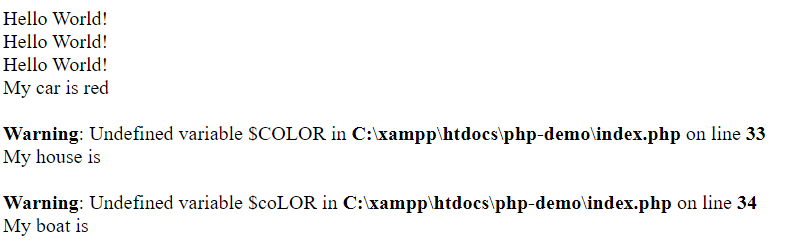 Hello World!
Hello World!
Hello World!
My car is red
Warning: Undefined variable $COLOR in C:\xampp\htdocs\php-demo\index.php on line 33
My house is
Warning: Undefined variable $coLOR in C:\xampp\htdocs\php-demo\index.php on line 34
My boat is